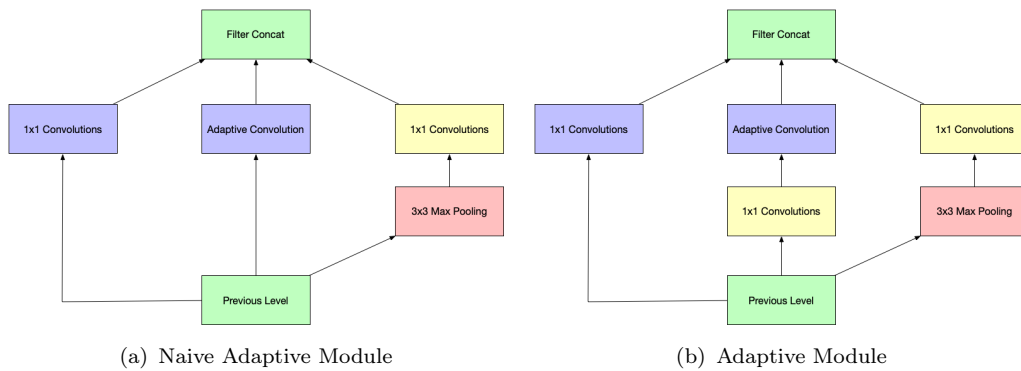 Filter Concat
1x1 Convolutions
Adaptive Convolution
1x1 Convolutions
3x3 Max Pooling
Previous Level
(a) Naive Adaptive Module
Filter Concat
1x1 Convolutions
Adaptive Convolution
1x1 Convolutions
1x1 Convolutions
3x3 Max Pooling
Previous Level
(b) Adaptive Module